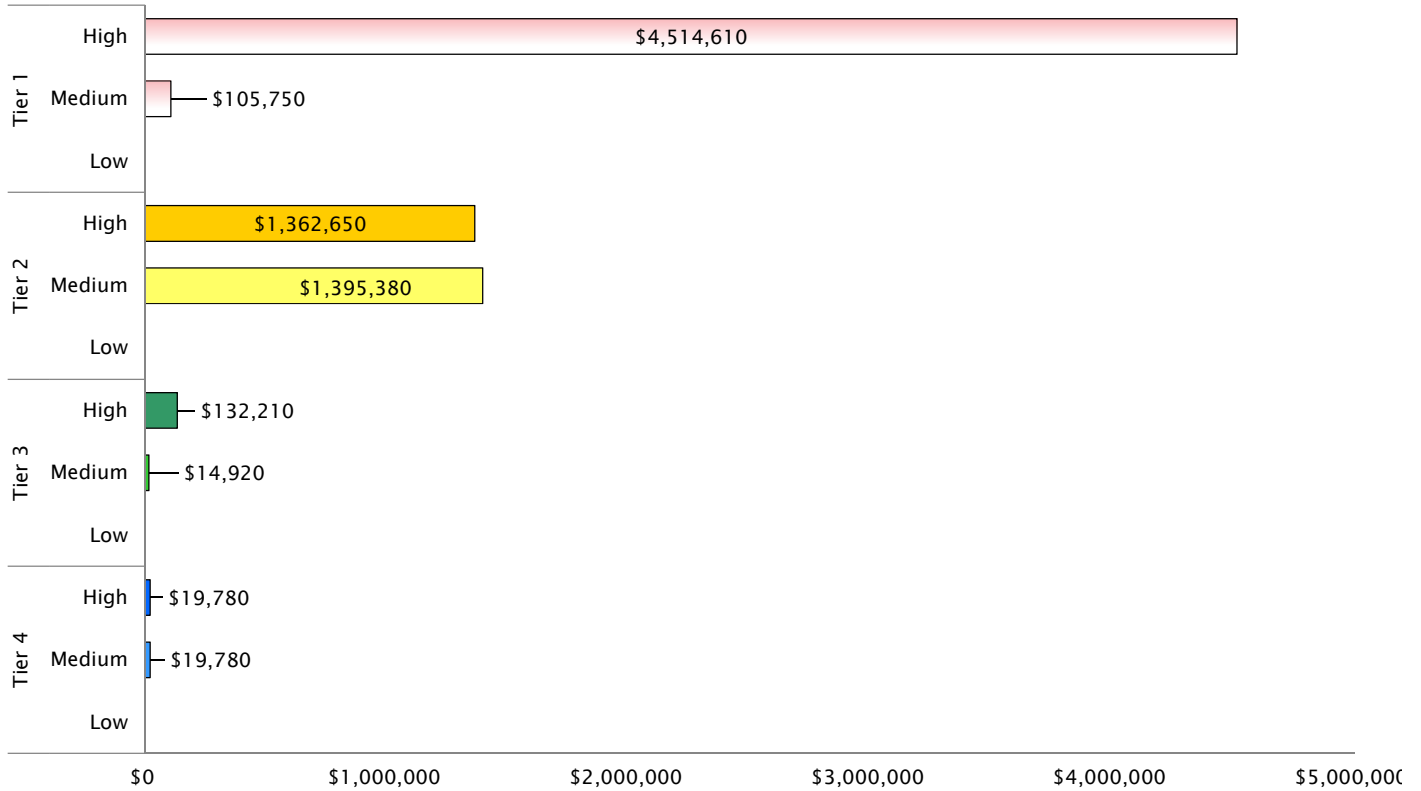 Tier 1
High
$4,514,610
Medium
$105,750
Low
Tier 2
High
$1,362,650
Medium
$1,395,380
Low
Tier 3
High
$132,210
Medium
$14,920
Low
Tier 4
High
$19,780
Medium
$19,780
Low
$0 $1,000,000 $2,000,000 $3,000,000 $4,000,000 $5,000,000